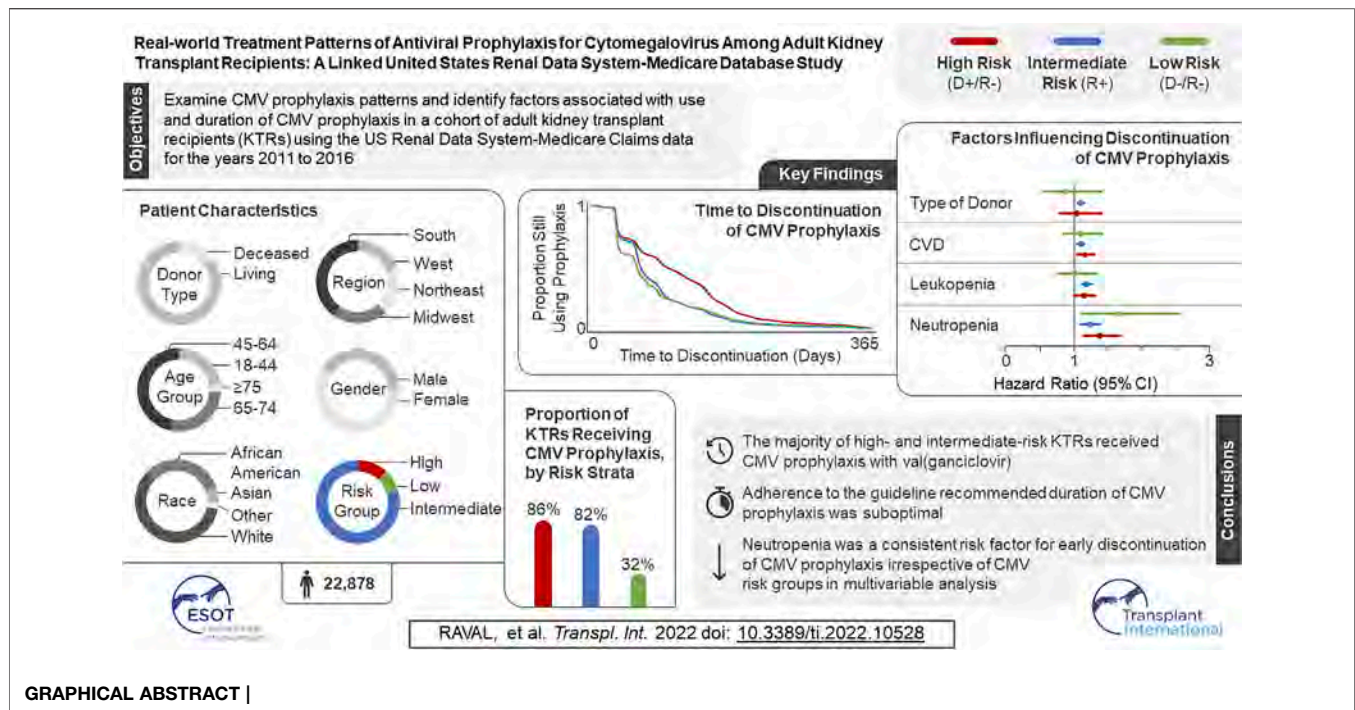 Real-world Treatment Patterns of Antiviral Prophylaxis for Cytomegalovirus Among Adult Kidney
Transplant Recipients: A Linked United States Renal Data System-Medicare Database Study
High Risk
(D+/R-)
Intermediate
Risk (R+)
Low Risk
(D-/R-)
Objectives
Examine CMV prophylaxis patterns and identify factors associated with use
and duration of CMV prophylaxis in a cohort of adult kidney transplant
recipients (KTRs) using the US Renal Data System-Medicare Claims data
for the years 2011 to 2016
Patient Characteristics
Donor
Type
Deceased
Living
Region
South
West
Northeast
Midwest
Age
Group
45-64
18-44
≥75
65-74
Gender
Male
Female
Race
African
American
Asian
Other
White
Risk
Group
High
Low
Intermediate
22,878
Key Findings
Time to Discontinuation
of CMV Prophylaxis
Proportion Still
Using Prophylaxis
1
0
0
365
Time to Discontinuation (Days)
Factors Influencing Discontinuation
of CMV Prophylaxis
Type of Donor
CVD
Leukopenia
Neutropenia
0
1
3
Hazard Ratio (95% CI)
Proportion of
KTRs Receiving
CMV Prophylaxis,
by Risk Strata
86%
82%
32%
Conclusions
The majority of high- and intermediate-risk KTRs received
CMV prophylaxis with val(ganciclovir)
Adherence to the guideline recommended duration of CMV
prophylaxis was suboptimal
Neutropenia was a consistent risk factor for early discontinuation
of CMV prophylaxis irrespective of CMV
risk groups in multivariable analysis
ESOT
RAVAL, et al. Transpl. Int. 2022 doi: 10.3389/ti.2022.10528
Transplant
International
GRAPHICAL ABSTRACT |